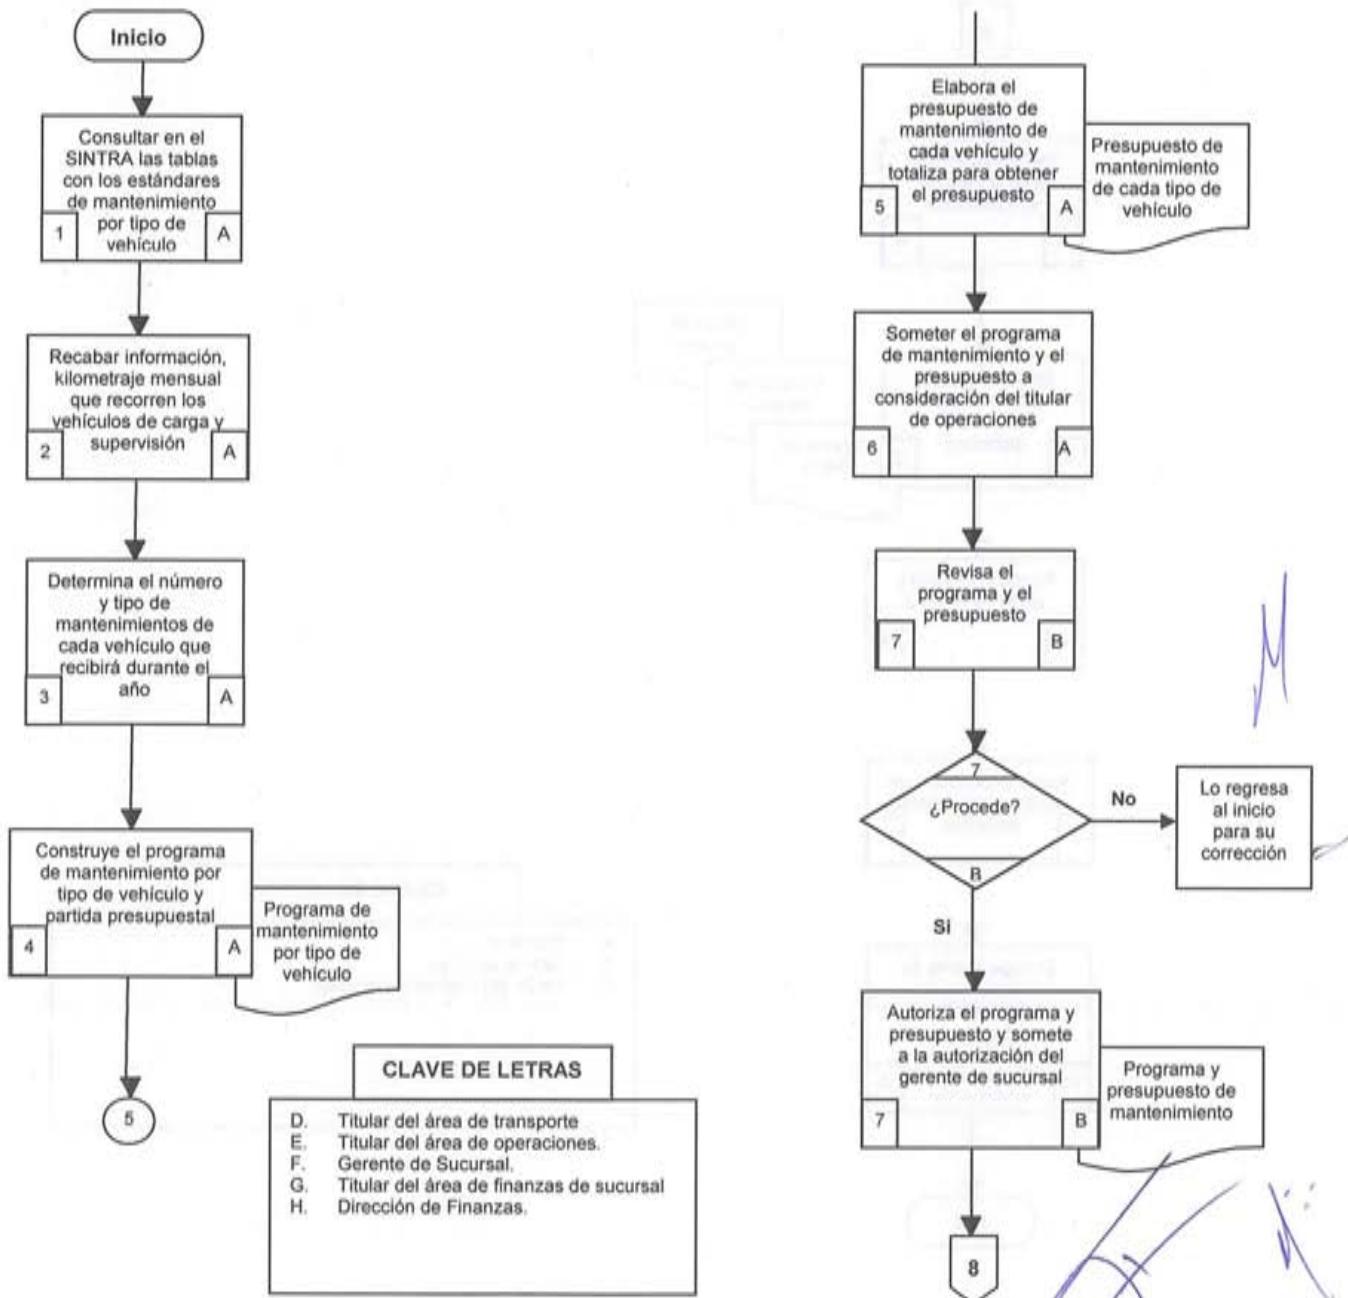 Inicio
Consultar en el
SINTRA las tablas
con los estándares
de mantenimiento
por tipo de
vehículo
1
A
Recabar información,
kilometraje mensual
que recorren los
vehículos de carga y
supervisión
2
A
Determina el número
y tipo de
mantenimientos de
cada vehículo que
recibirá durante el
año
3
A
Construye el programa
de mantenimiento por
tipo de vehículo y
partida presupuestal
4
A
Programa de
mantenimiento
por tipo de
vehículo
5
CLAVE DE LETRAS
D. Titular del área de transporte
E. Titular del área de operaciones.
F. Gerente de Sucursal.
G. Titular del área de finanzas de sucursal
H. Dirección de Finanzas.
Elabora el
presupuesto de
mantenimiento de
cada vehículo y
totaliza para obtener
el presupuesto
5
A
Presupuesto de
mantenimiento
de cada tipo de
vehículo
Someter el programa
de mantenimiento y el
presupuesto a
consideración del titular
de operaciones
6
A
Revisa el
programa y el
presupuesto
7
B
7
¿Procede?
B
No
Lo regresa
al inicio
para su
corrección
Si
Autoriza el programa y
presupuesto y somete
a la autorización del
gerente de sucursal
7
B
Programa y
presupuesto de
mantenimiento
8